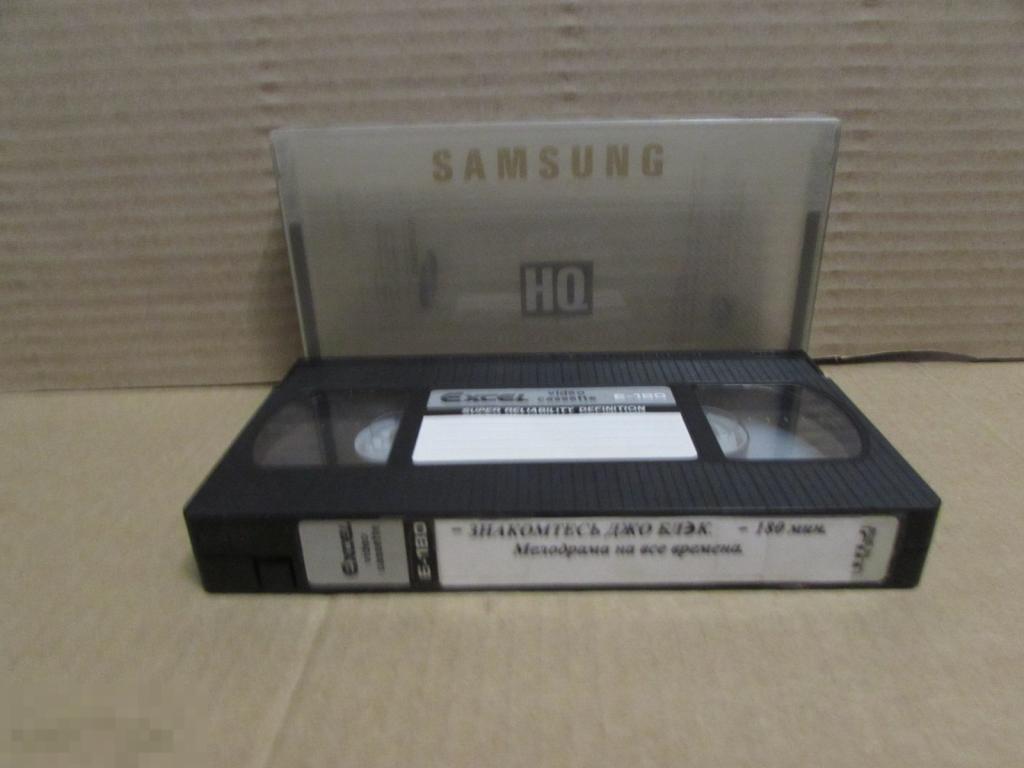 SAMSUNG
HQ
EXCEL video cassette E-180
SUPER RELIABILITY DEFINITION
EXCEL video cassette E-180
- ЗНАКОМТЕСЬ ДЖО БЛЭК. - 180 мин.
Мелодрама на все времена.